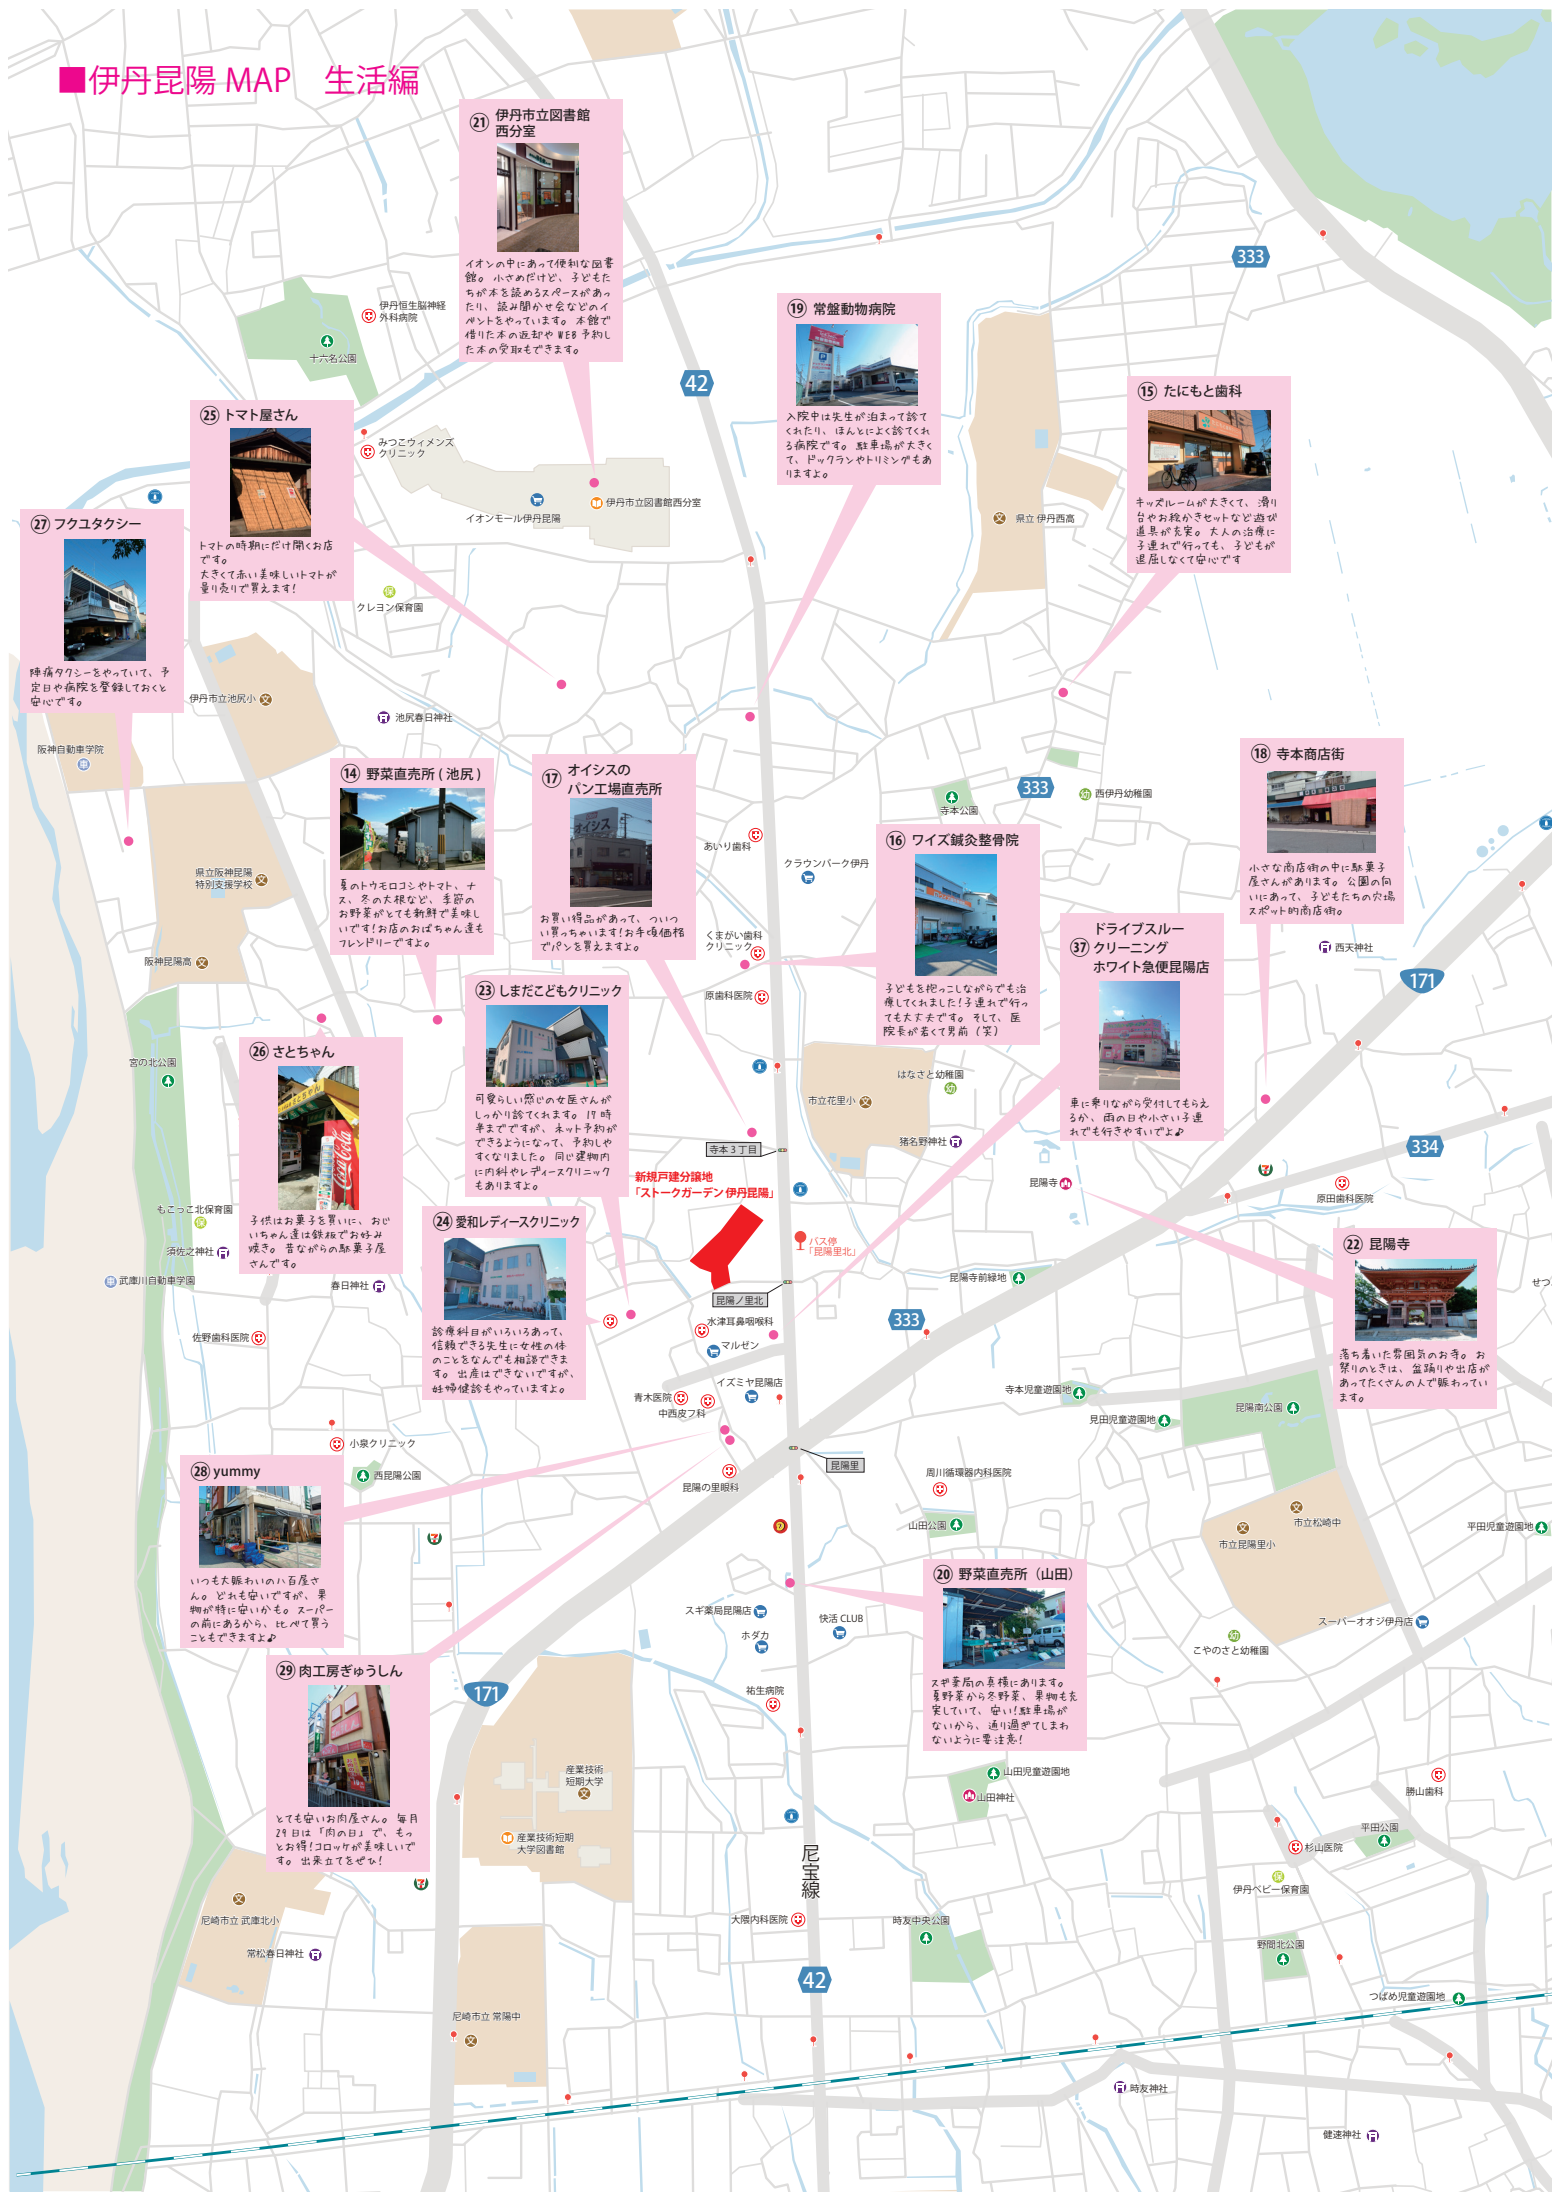 ■伊丹昆陽 MAP　生活編
㉑ 伊丹市立図書館
西分室
イオンの中にあって便利な図書
館。小さめだけど、子どもた
ちが本を読めるスペースがあっ
たり、読み聞かせ会などのイ
ベントをやっています。本館で
借りた本の返却や WEB 予約し
た本の受取もできます。
333
伊丹恒生脳神経
外科病院
十六名公園
⑲ 常盤動物病院
入院中は先生が泊まって診て
くれたり、ほんとによく診てくれ
る病院です。駐車場が大きく
て、ドックランやトリミングもあ
りますよ。
42
⑮ たにもと歯科
キッズルームが大きくて、滑り
台やお絵かきセットなど遊び
道具が充実。大人の治療に
子連れで行っても、子どもが
退屈しなくて安心です
㉕ トマト屋さん
トマトの時期にだけ開くお店
です。
大きくて赤い美味しいトマトが
量り売りで買えます！
みつこウィメンズ
クリニック
イオンモール伊丹昆陽
伊丹市立図書館西分室
県立 伊丹西高
㉗ フクユタクシー
陣痛タクシーをやっていて、予
定日や病院を登録しておくと
安心です。
クレヨン保育園
伊丹市立池尻小
池尻春日神社
阪神自動車学院
⑭ 野菜直売所 ( 池尻 )
夏のトウモロコシやトマト、ナ
ス、冬の大根など、季節の
お野菜がとても新鮮で美味し
いです！お店のおばちゃん達も
フレンドリーですよ。
⑰ オイシスの
パン工場直売所
オイシス
お買い得品があって、ついつ
い買っちゃいます！お手頃価格
でパンを買えますよ。
⑱ 寺本商店街
小さな商店街の中に駄菓子
屋さんがあります。公園の向
いにあって、子どもたちの穴場
スポット的商店街。
333
西伊丹幼稚園
寺本公園
あいり歯科
クラウンパーク伊丹
⑯ ワイズ鍼灸整骨院
子どもを抱っこしながらでも治
療してくれました！子連れで行っ
ても大丈夫です。そして、医
院長が若くて男前（笑）
県立阪神昆陽
特別支援学校
阪神昆陽高
くまがい歯科
クリニック
原歯科医院
㊲ ドライブスルー
クリーニング
ホワイト急便昆陽店
車に乗りながら受付してもらえ
るか、雨の日や小さい子連
れでも行きやすいでよ♪
西天神社
171
㉓ しまだこどもクリニック
可愛らしい感じの女医さんが
しっかり診てくれます。17 時
半までですが、ネット予約が
できるようになって、予約しや
すくなりました。同じ建物内
に内科やレディースクリニック
もありますよ。
宮の北公園
㉖ さとちゃん
Coca-Cola
子供はお菓子を買いに、おじ
いちゃん達は鉄板でお好み
焼き。昔ながらの駄菓子屋
さんです。
はなさと幼稚園
市立花里小
猪名野神社
寺本 3 丁目
334
昆陽寺
原田歯科医院
新規戸建分譲地
「ストークガーデン 伊丹昆陽」
バス停
「昆陽里北」
もこっこ北保育園
須佐之神社
武庫川自動車学園
春日神社
㉔ 愛和レディースクリニック
診療科目がいろいろあって、
信頼できる先生に女性の体
のことをなんでも相談できま
す。出産はできないですが、
妊婦健診もやっていますよ。
㉒ 昆陽寺
落ち着いた雰囲気のお寺。お
祭りのときは、盆踊りや出店が
あってたくさんの人で賑わってい
ます。
昆陽寺前緑地
せつ
昆陽ノ里北
333
水津耳鼻咽喉科
マルゼン
佐野歯科医院
イズミヤ昆陽店
青木医院
中西皮フ科
寺本児童遊園地
見田児童遊園地
昆陽南公園
小泉クリニック
西昆陽公園
㉘ yummy
いつも大賑わいの八百屋さ
ん。どれも安いですが、果
物が特に安いかも。スーパー
の前にあるから、比べて買う
こともできますよ♪
昆陽里
昆陽の里眼科
周川循環器内科医院
山田公園
市立松崎中
市立昆陽里小
平田児童遊園地
⑳ 野菜直売所（山田）
スギ薬局の真横にあります。
夏野菜から冬野菜、果物も充
実していて、安い！駐車場が
ないから、通り過ぎてしまわ
ないように要注意！
スギ薬局昆陽店
ホダカ
快活 CLUB
スーパーオオジ伊丹店
こやのさと幼稚園
㉙ 肉工房ぎゅうしん
とても安いお肉屋さん。毎月
29 日は「肉の日」で、もっ
とお得！コロッケが美味しいで
す。出来立てをぜひ！
171
祐生病院
産業技術
短期大学
産業技術短期
大学図書館
山田児童遊園地
山田神社
勝山歯科
平田公園
杉山医院
伊丹ベビー保育園
尼宝線
尼崎市立 武庫北小
常松春日神社
大隈内科医院
時友中央公園
野間北公園
42
つばめ児童遊園地
尼崎市立 常陽中
時友神社
健速神社